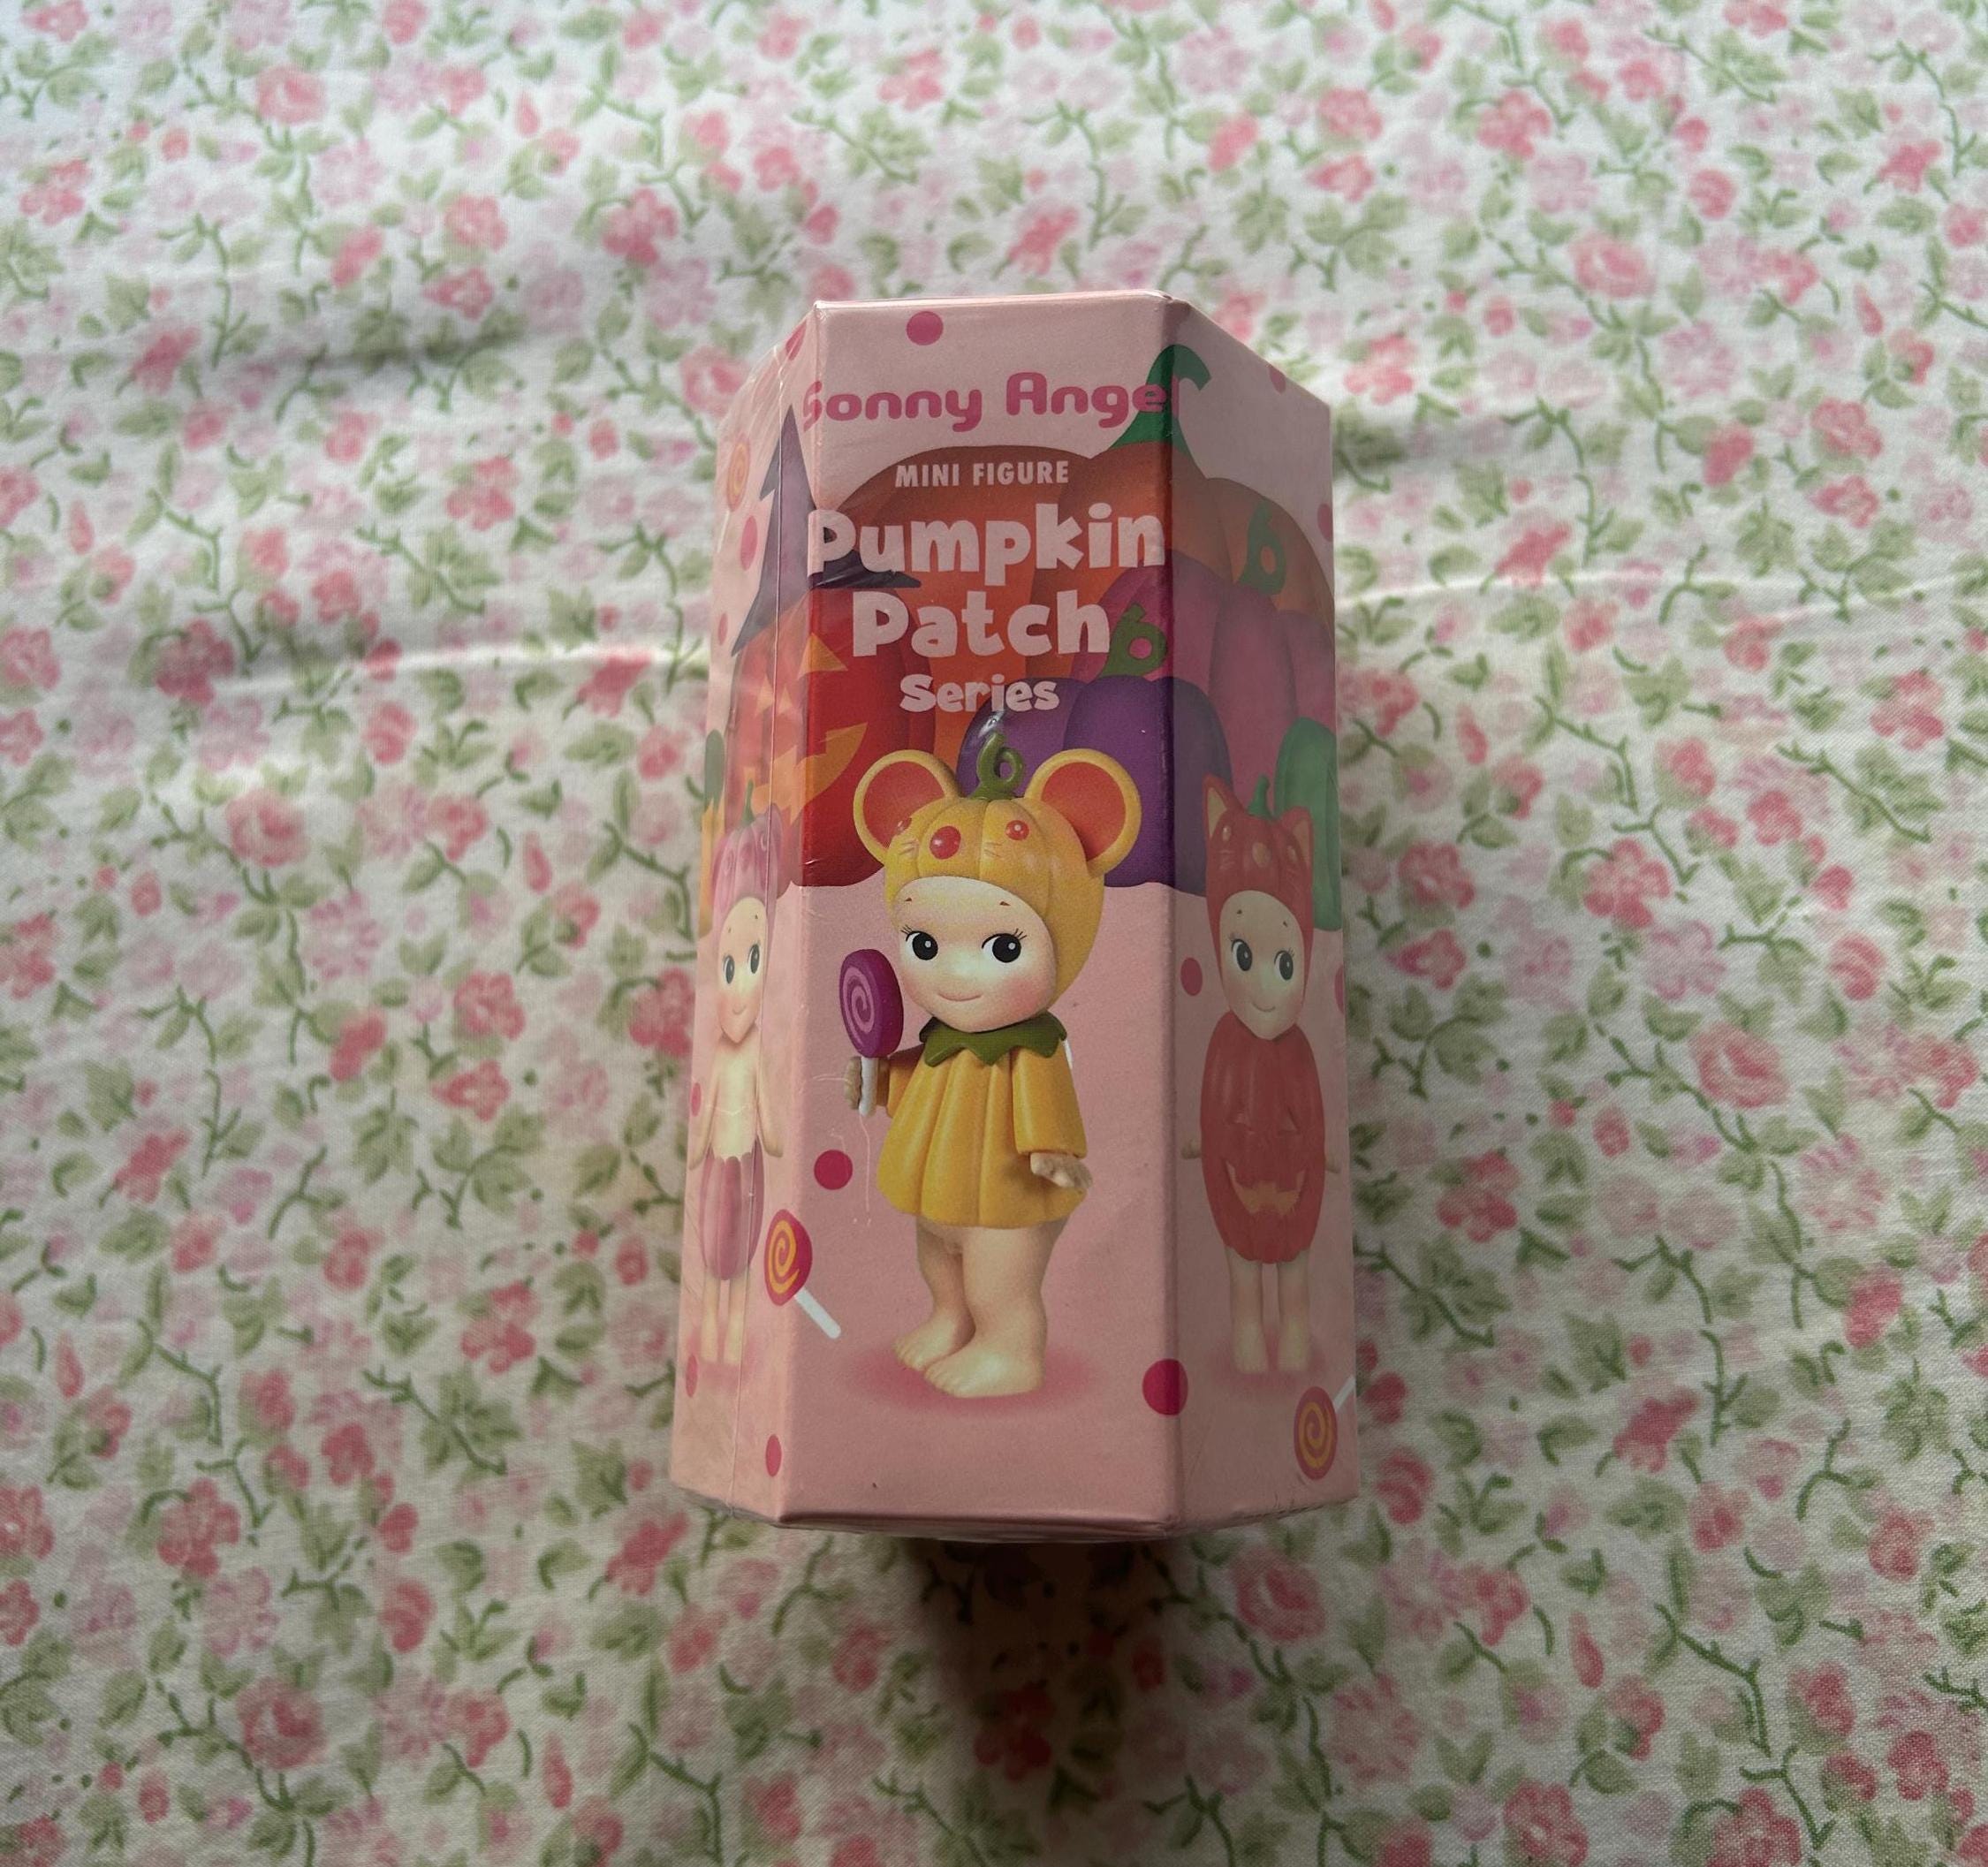 Sonny Angel
MINI FIGURE
Pumpkin
Patch
Series